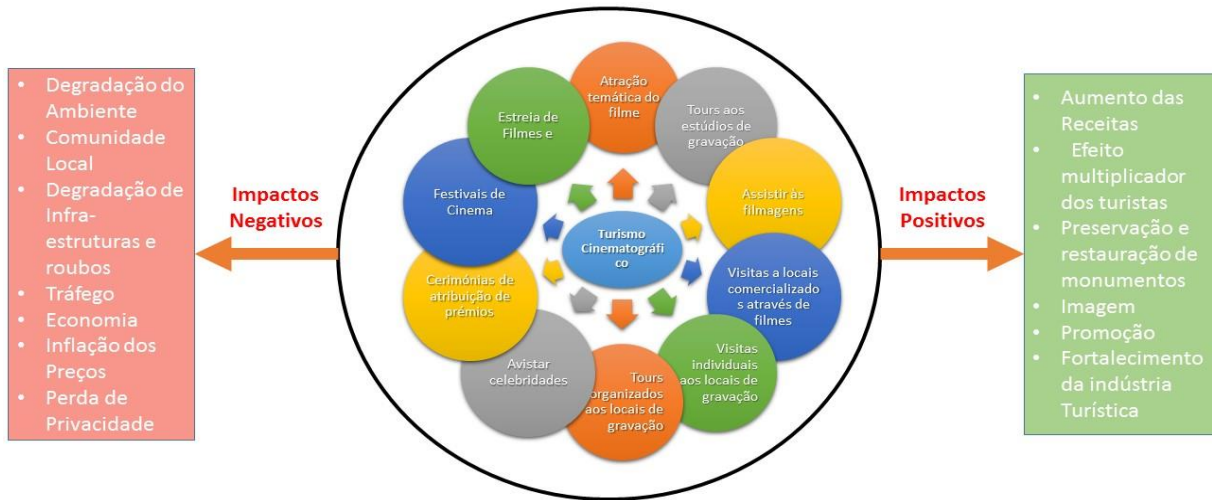 • Degradação do
Ambiente
• Comunidade
Local
• Degradação de
Infra-
estruturas e
roubos
• Tráfego
• Economia
• Inflação dos
Preços
• Perda de
Privacidade
Impactos
Negativos
Atração
temática do
filme
Tours aos
estúdios de
gravação
Assistir às
filmagens
Visitas a locais
comercializado
s através de
filmes
Visitas
individuais
aos locais de
gravação
Tours
organizados
aos locais de
gravação
Avistar
celebridades
Cerimónias de
atribuição de
prémios
Festivais de
Cinema
Estreia de
Filmes e
Turismo
Cinematográfi
co
Impactos
Positivos
• Aumento das
Receitas
• Efeito
multiplicador
dos turistas
• Preservação e
restauração de
monumentos
• Imagem
• Promoção
• Fortalecimento
da indústria
Turística